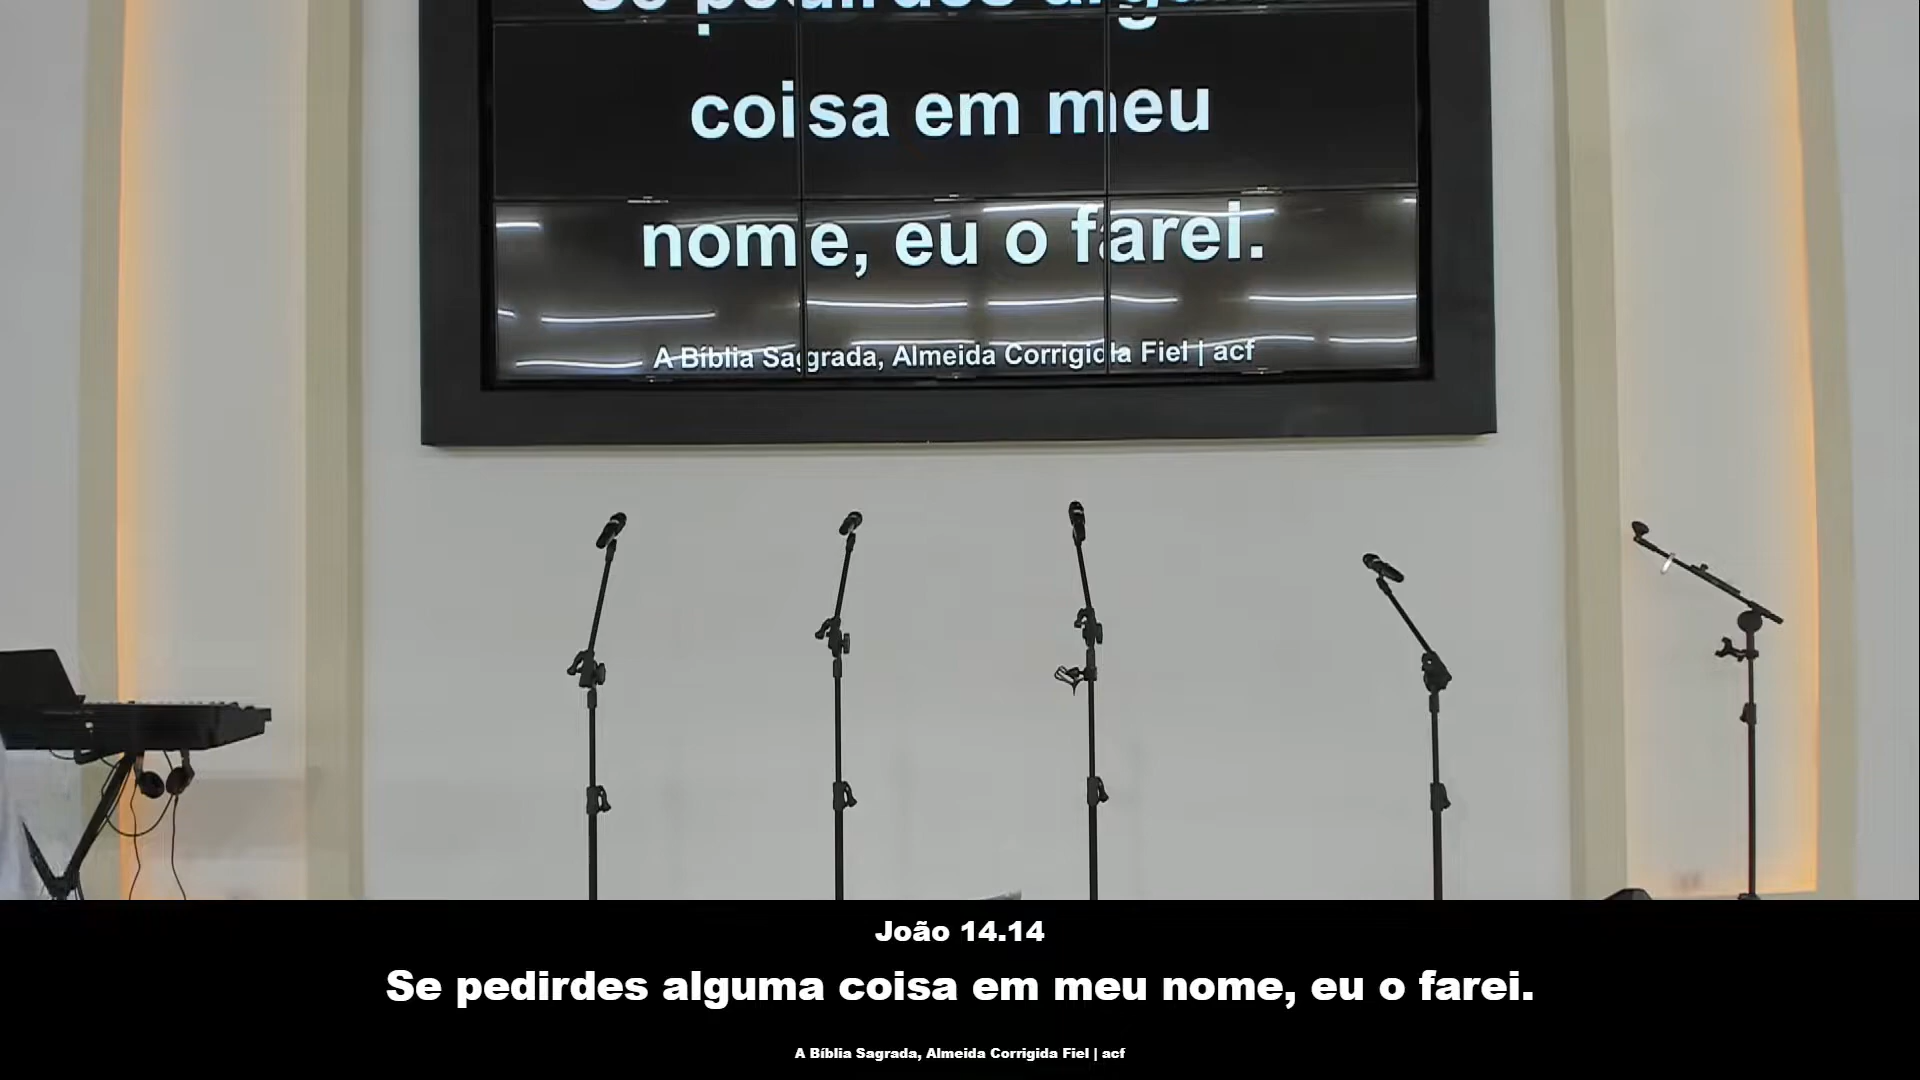 coisa em meu
nome, eu o farei.
A Bíblia Sagrada, Almeida Corrigida Fiel | acf
João 14.14
Se pedirdes alguma coisa em meu nome, eu o farei.
A Bíblia Sagrada, Almeida Corrigida Fiel | acf